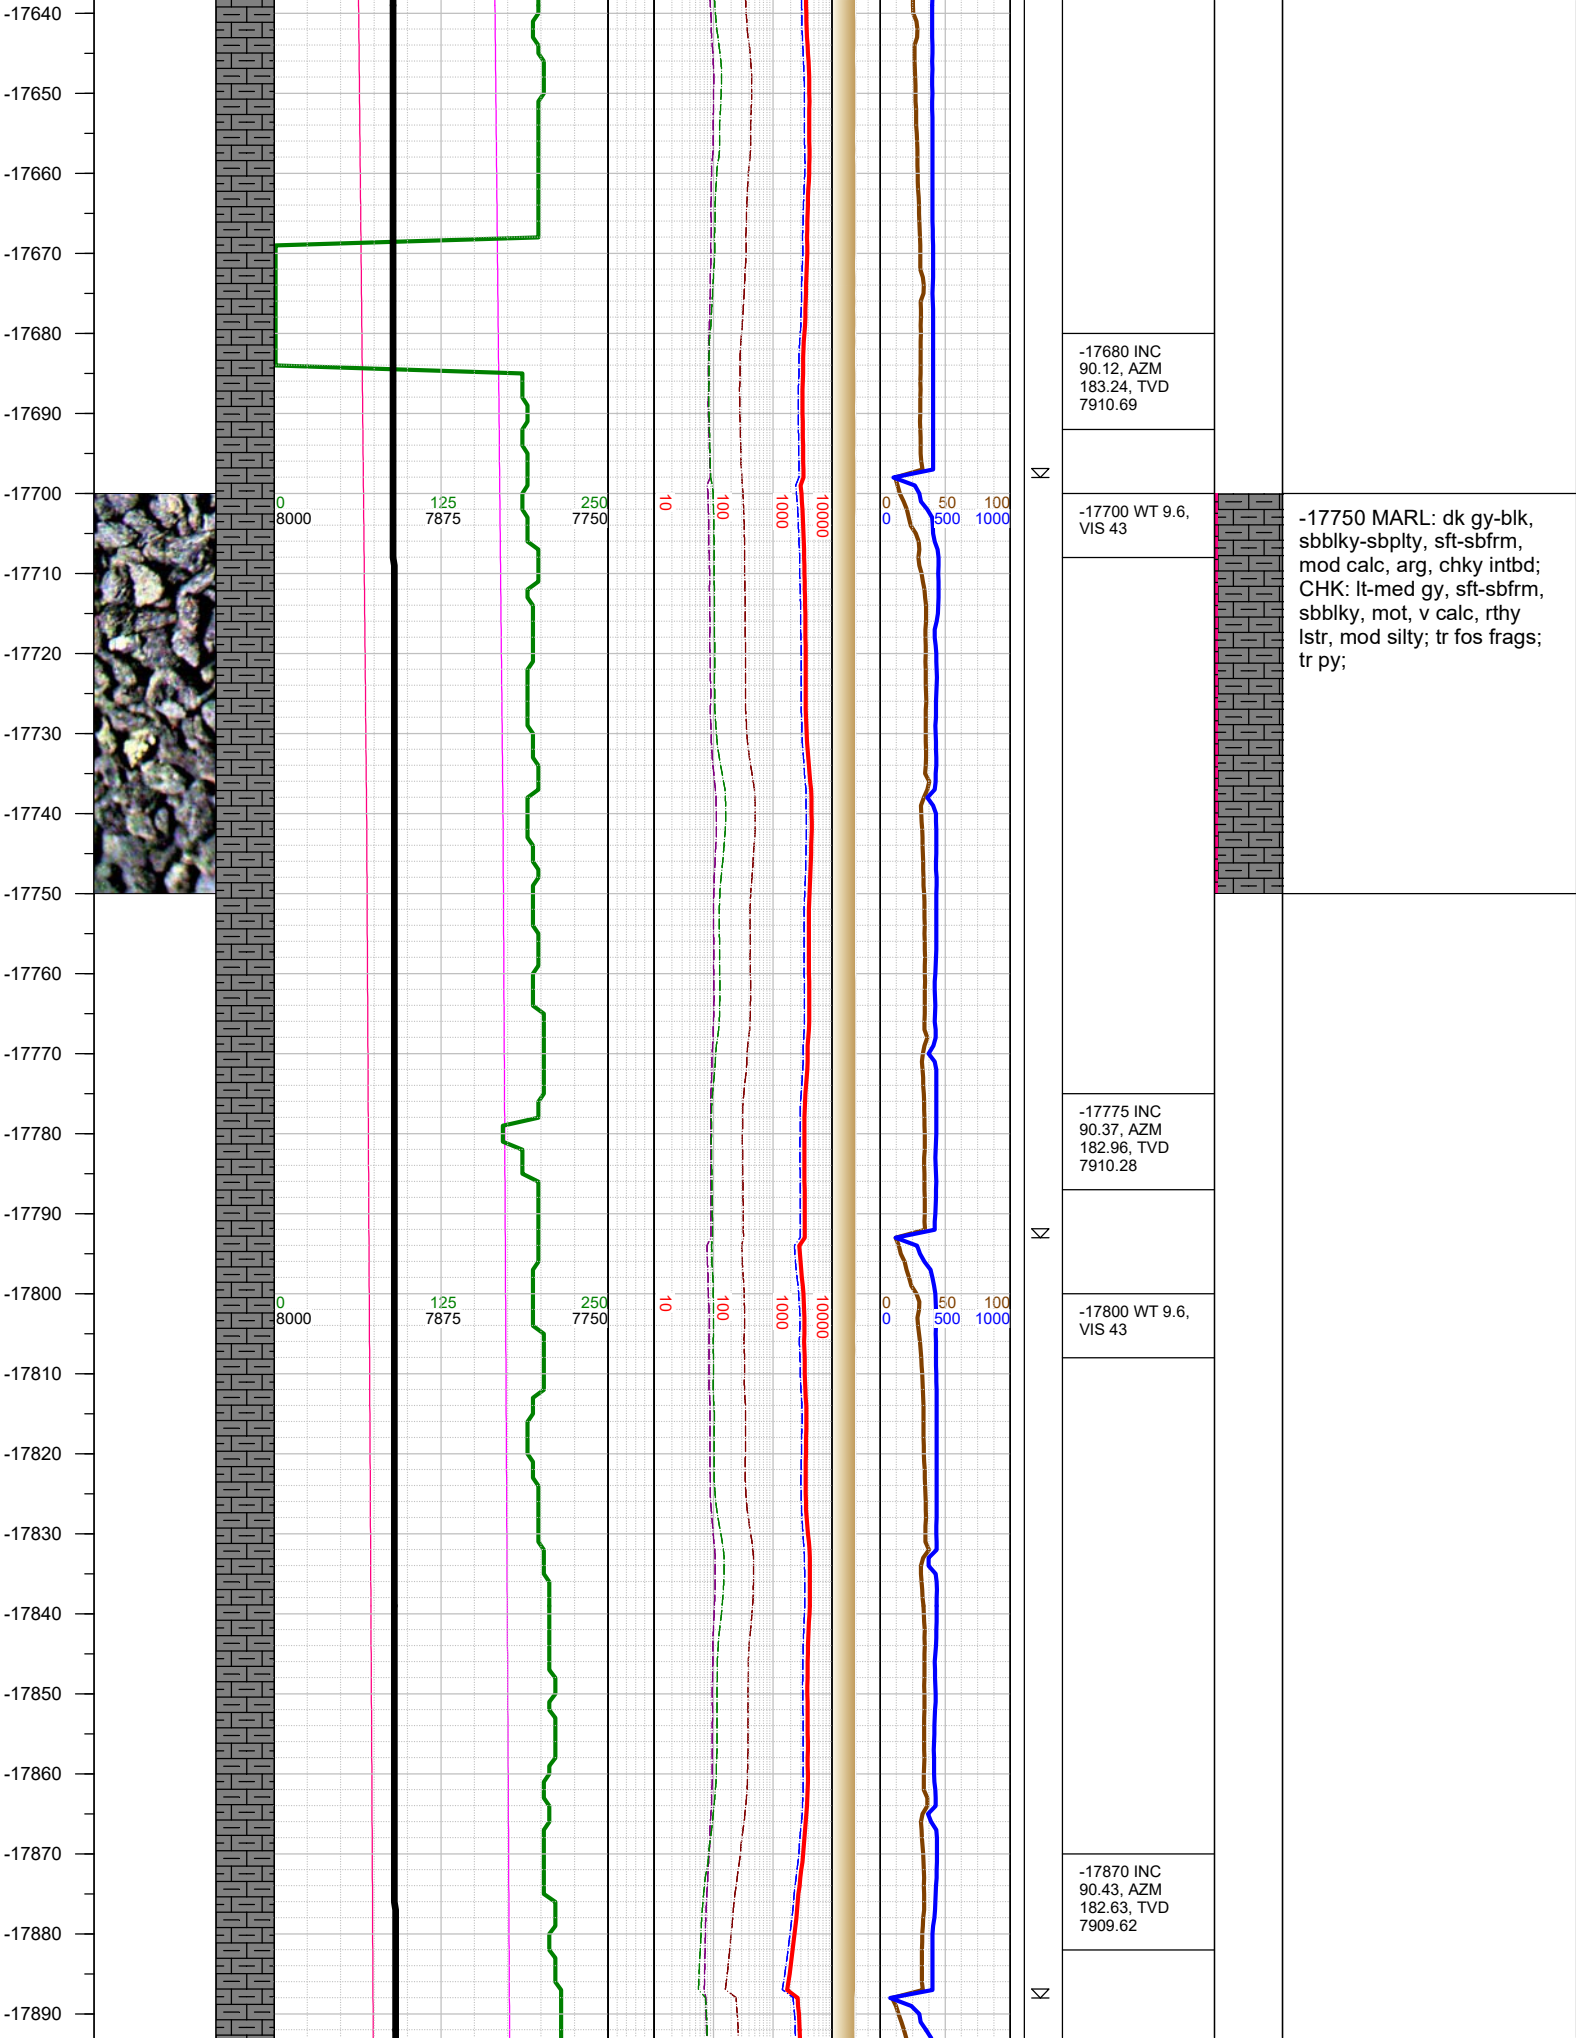 -17640
-17650
-17660
-17670
-17680
-17680 INC
90.12, AZM
183.24, TVD
7910.69
-17690
-17700
0 125 250
8000 7875 7750
10 100 1000 10000
0 50 100
0 500 1000
-17700 WT 9.6,
VIS 43
-17750 MARL: dk gy-blk,
sbblky-sbplty, sft-sbfrm,
mod calc, arg, chky intbd;
CHK: lt-med gy, sft-sbfrm,
sbblky, mot, v calc, rthy
lstr, mod silty; tr fos frags;
tr py;
-17710
-17720
-17730
-17740
-17750
-17760
-17770
-17775 INC
90.37, AZM
182.96, TVD
7910.28
-17780
-17790
-17800
0 125 250
8000 7875 7750
10 100 1000 10000
0 50 100
0 500 1000
-17800 WT 9.6,
VIS 43
-17810
-17820
-17830
-17840
-17850
-17860
-17870
-17870 INC
90.43, AZM
182.63, TVD
7909.62
-17880
-17890